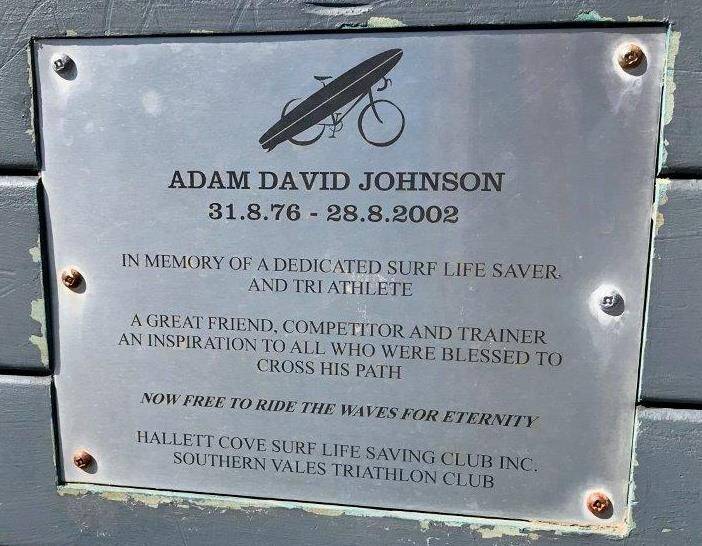 ADAM DAVID JOHNSON
31.8.76 - 28.8.2002
IN MEMORY OF A DEDICATED SURF LIFE SAVER
AND TRI ATHLETE
A GREAT FRIEND, COMPETITOR AND TRAINER
AN INSPIRATION TO ALL WHO WERE BLESSED TO
CROSS HIS PATH
NOW FREE TO RIDE THE WAVES FOR ETERNITY
HALLETT COVE SURF LIFE SAVING CLUB INC.
SOUTHERN VALES TRIATHLON CLUB